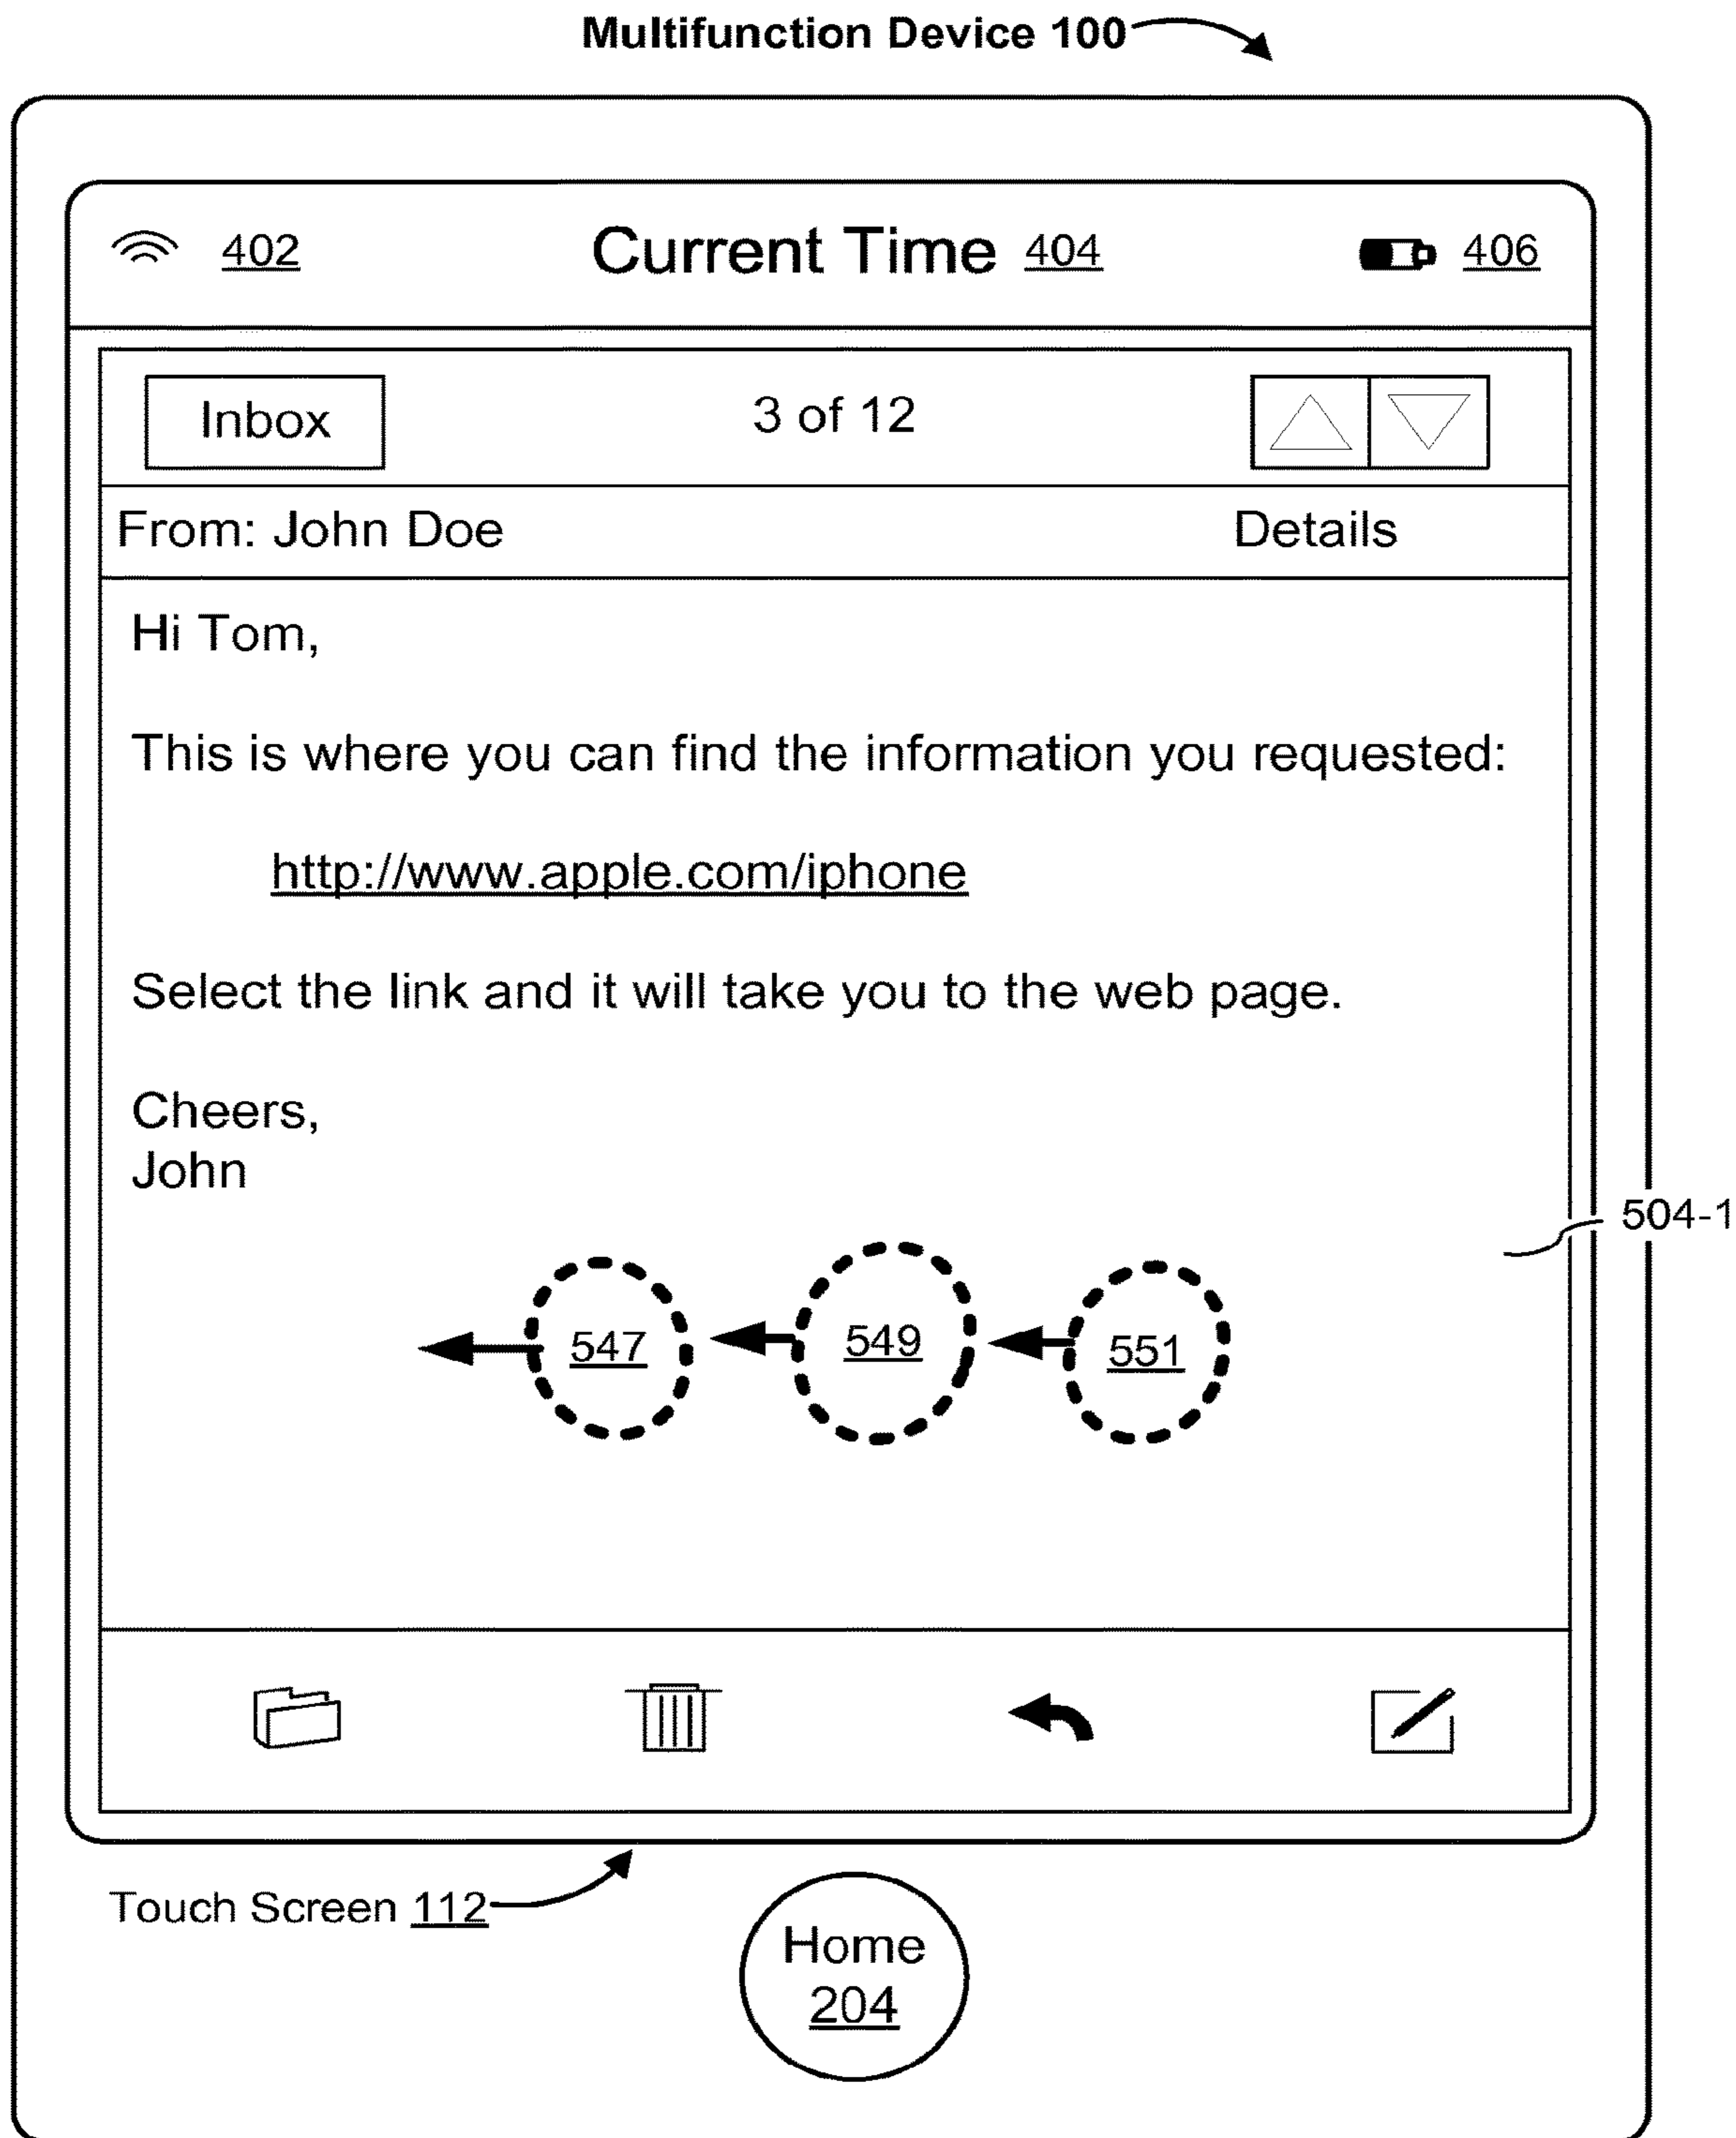 Multifunction Device 100
402 Current Time 404 406
Inbox 3 of 12
From: John Doe Details
Hi Tom,
This is where you can find the information you requested:
http://www.apple.com/iphone
Select the link and it will take you to the web page.
Cheers,
John
504-1
547 549 551
Touch Screen 112
Home
204